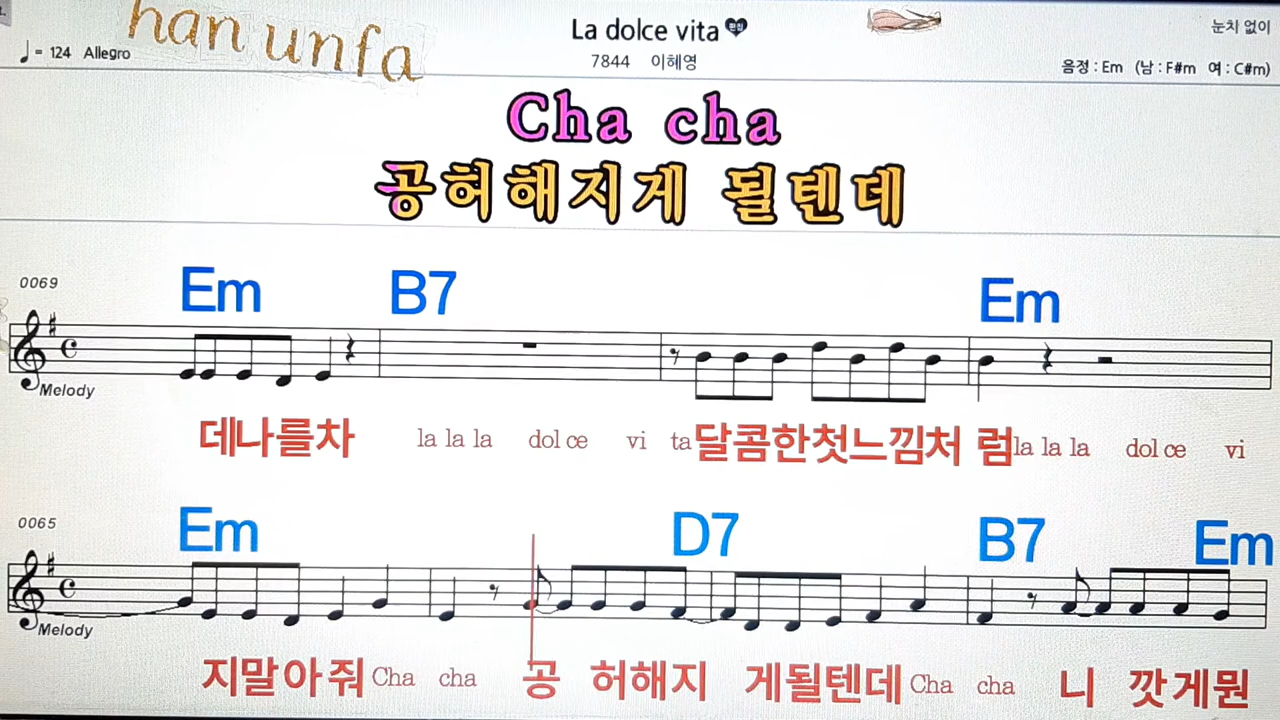 han unfa
La dolce vita 편집
눈차 없이
♩ = 124 Allegro
7844 이혜영
음정 : Em (남 : F#m 여 : C#m)
Cha cha
공허해지게 될텐데
0069
Em B7 Em
Melody
데나를차 la la la dol ce vi ta 달콤한첫느낌처 럼 la la la dol ce vi
0065
Em D7 B7 Em
Melody
지말아줘 Cha cha 공 허해지 게될텐데 Cha cha 니 깟게뭔